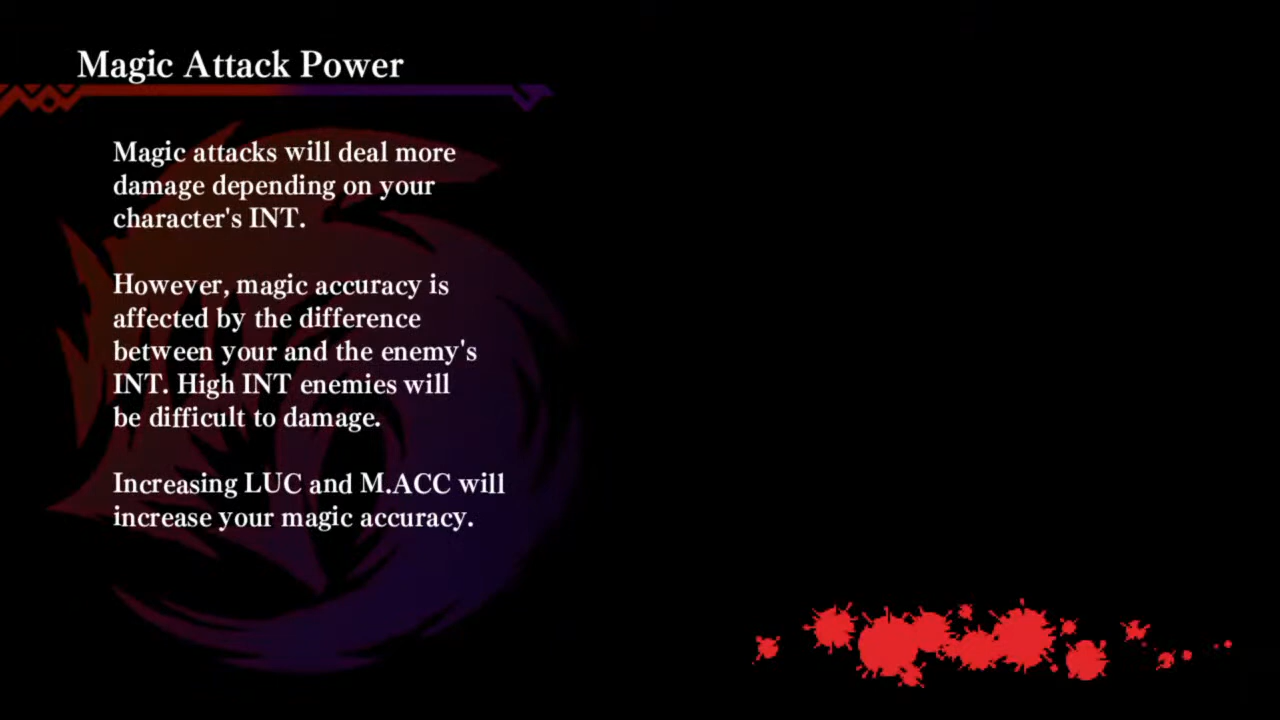 Magic Attack Power
Magic attacks will deal more
damage depending on your
character's INT.
However, magic accuracy is
affected by the difference
between your and the enemy's
INT. High INT enemies will
be difficult to damage.
Increasing LUC and M.ACC will
increase your magic accuracy.